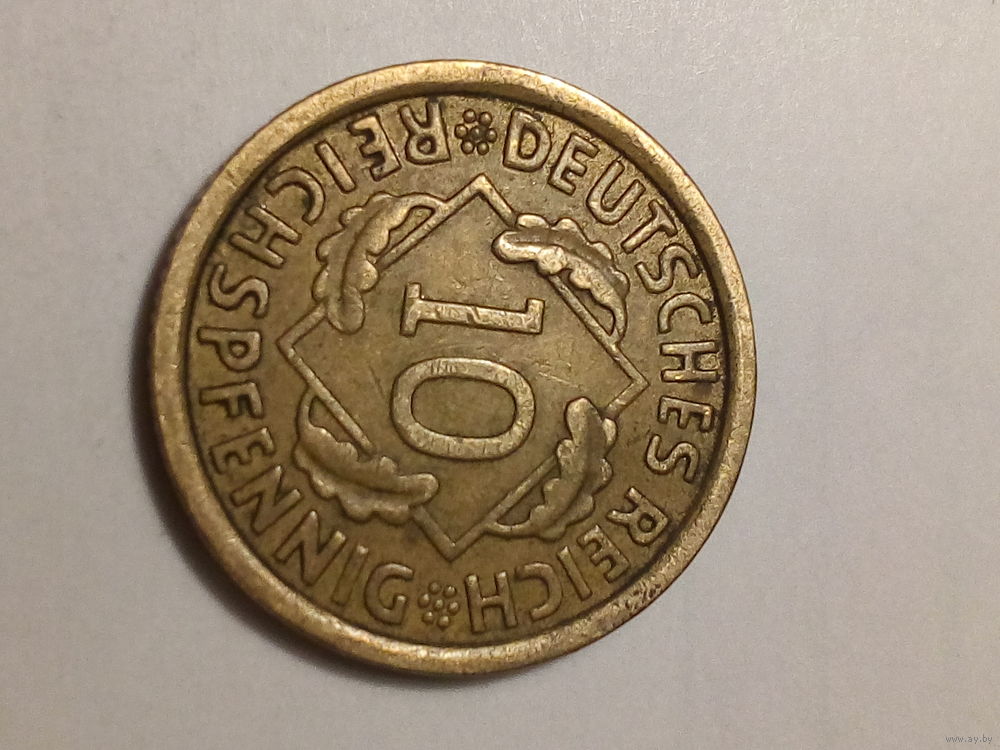 DEUTSCHES REICH
10
REICHSPFENNIG
www.ay.by